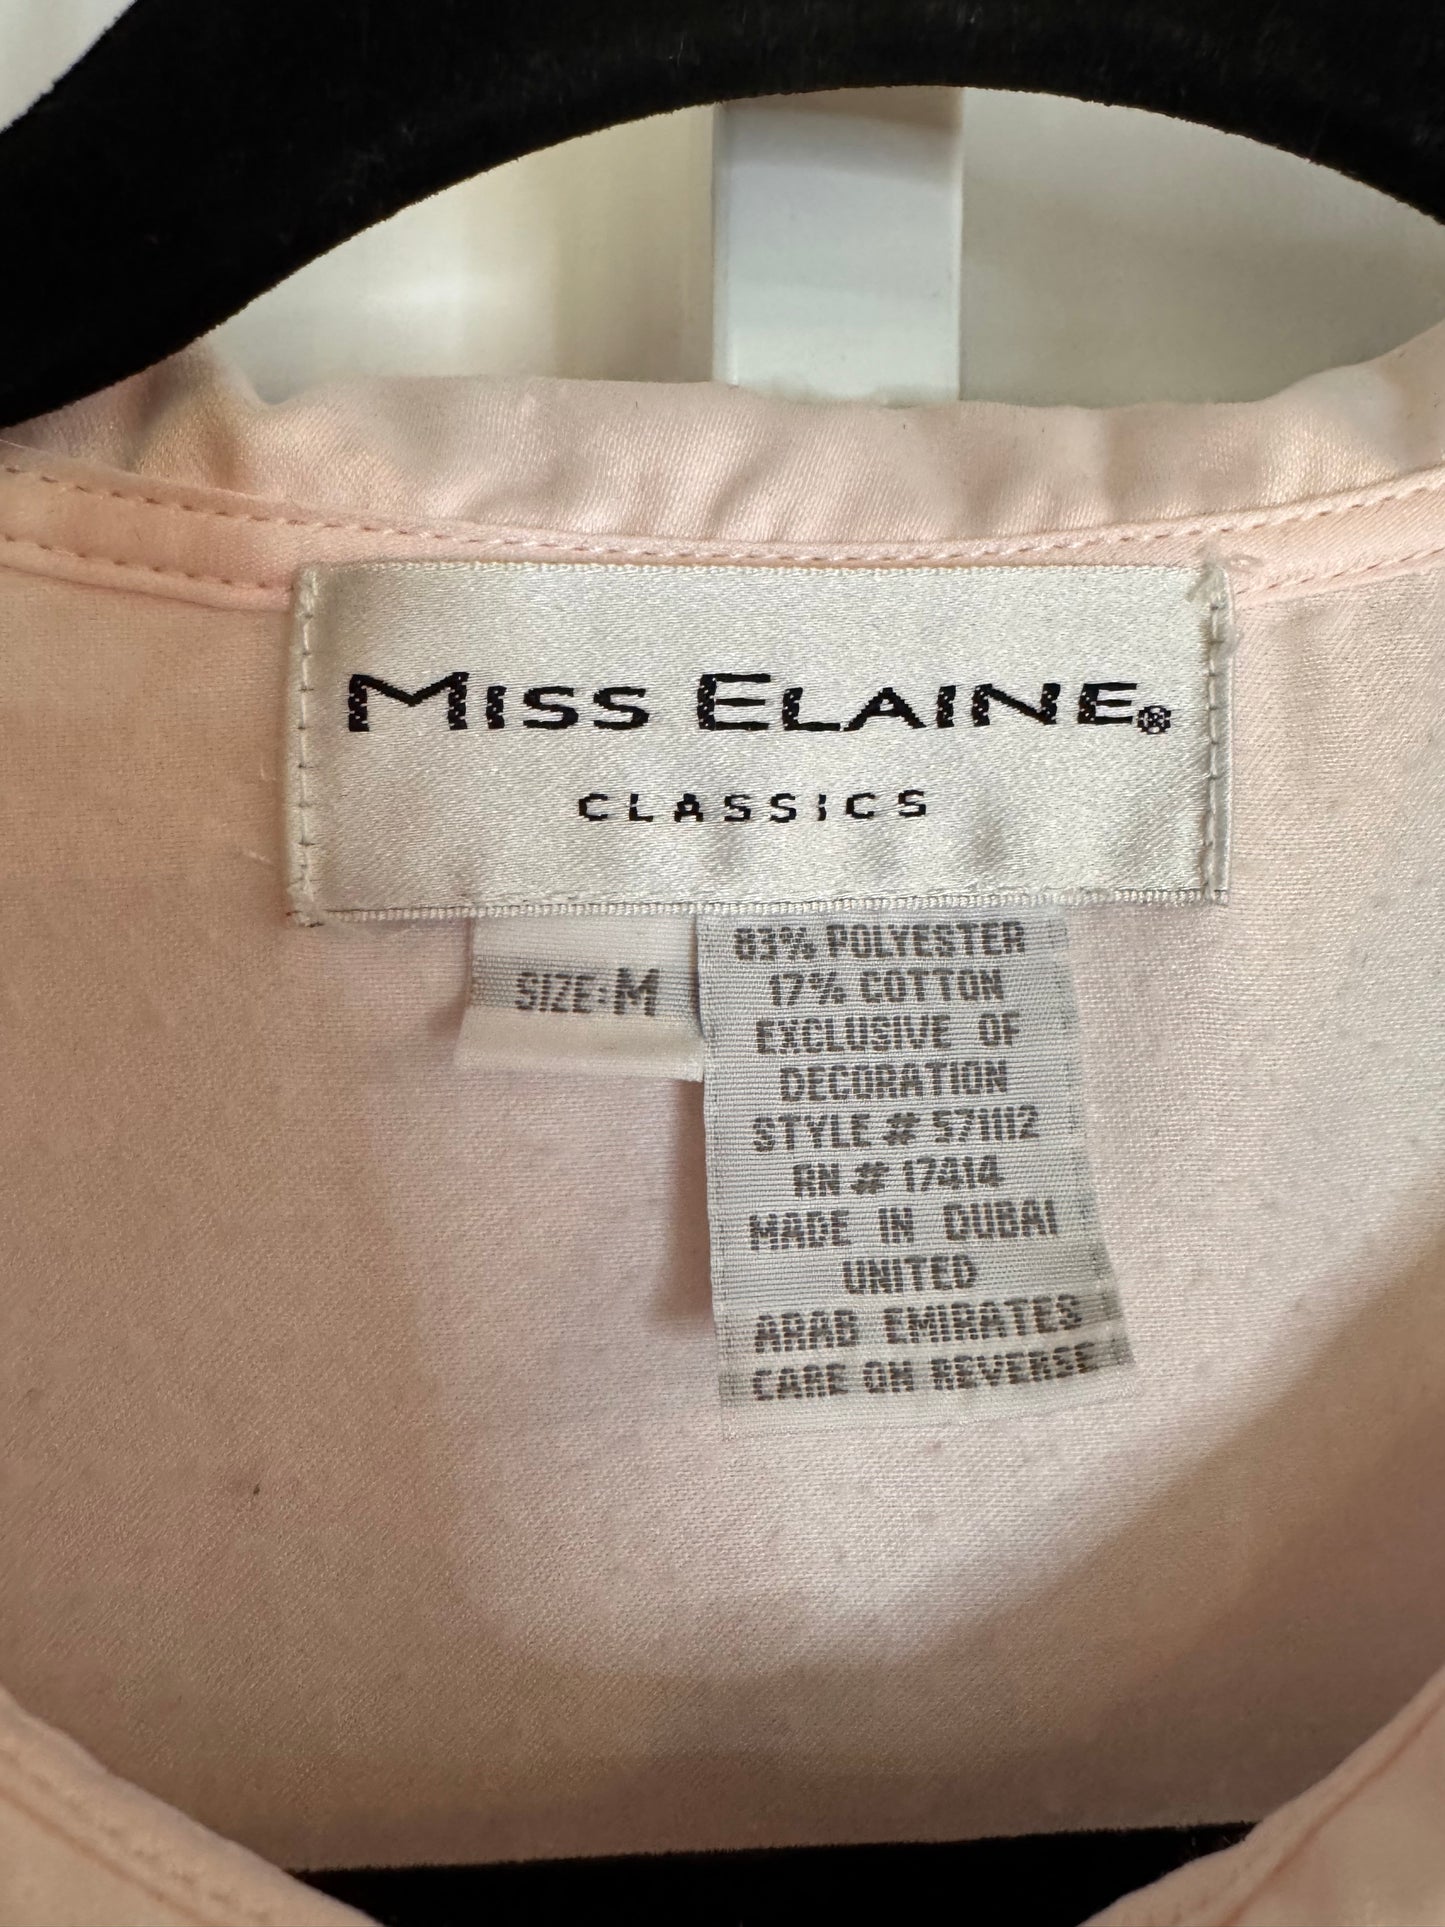 MISS ELAINE®
CLASSICS
SIZE: M
83% POLYESTER
17% COTTON
EXCLUSIVE OF
DECORATION
STYLE # 571112
RN # 17414
MADE IN DUBAI
UNITED
ARAB EMIRATES
CARE ON REVERSE